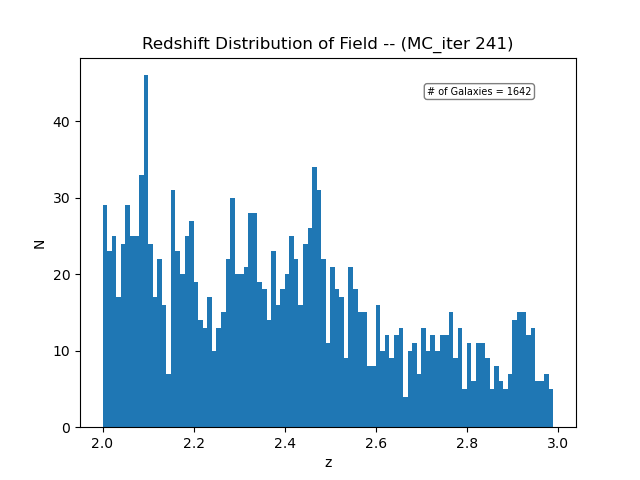 Redshift Distribution of Field -- (MC_iter 241)
# of Galaxies = 1642
40
30
20
10
0
N
2.0 2.2 2.4 2.6 2.8 3.0
z